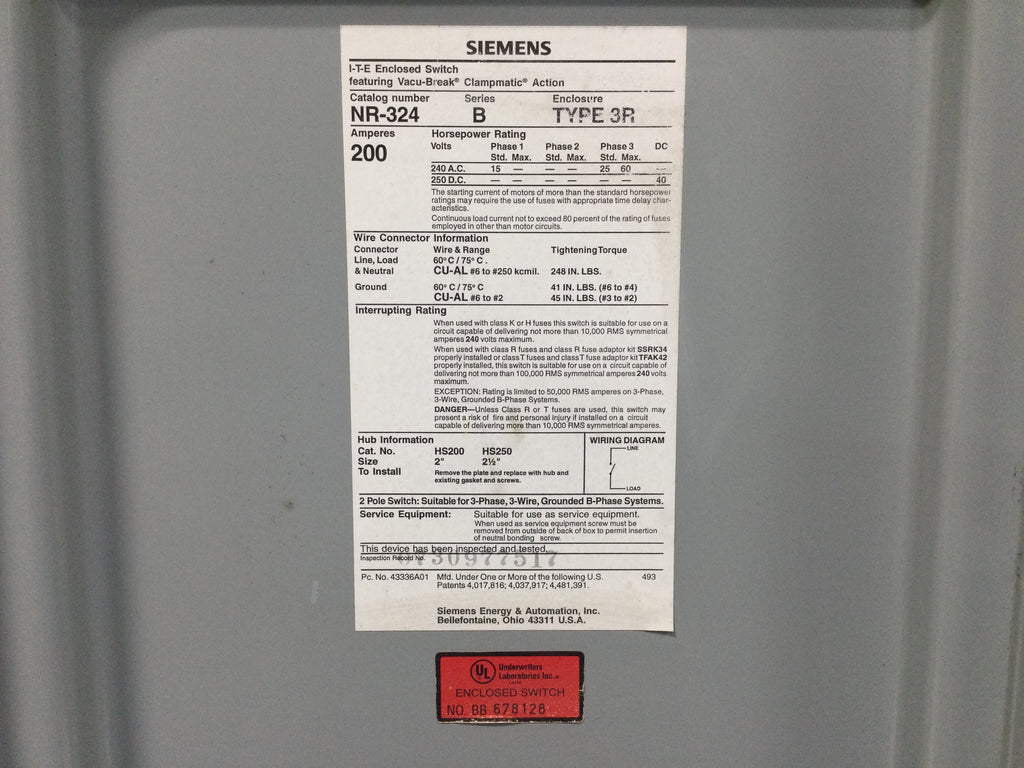 SIEMENS
I-T-E Enclosed Switch
featuring Vacu-Break® Clampmatic® Action
Catalog number Series Enclosure
NR-324 B TYPE 3R
Amperes Horsepower Rating
200 Volts Phase 1 Phase 2 Phase 3 DC
Std. Max. Std. Max. Std. Max.
240 A.C. 15 — — — 25 60 —
250 D.C. — — — — — — 40
The starting current of motors of more than the standard horsepower
ratings may require the use of fuses with appropriate time delay char-
acteristics.
Continuous load current not to exceed 80 percent of the rating of fuses
employed in other than motor circuits.
Wire Connector Information
Connector Wire & Range Tightening Torque
Line, Load 60° C / 75° C .
& Neutral CU-AL #6 to #250 kcmil. 248 IN. LBS.
Ground 60° C / 75° C 41 IN. LBS. (#6 to #4)
CU-AL #6 to #2 45 IN. LBS. (#3 to #2)
Interrupting Rating
When used with class K or H fuses this switch is suitable for use on a
circuit capable of delivering not more than 10,000 RMS symmetrical
amperes 240 volts maximum.
When used with class R fuses and class R fuse adaptor kit SSRK34
properly installed or class T fuses and class T fuse adaptor kit TFAK42
properly installed, this switch is suitable for use on a circuit capable of
delivering not more than 100,000 RMS symmetrical amperes 240 volts
maximum.
EXCEPTION: Rating is limited to 50,000 RMS amperes on 3-Phase,
3-Wire, Grounded B-Phase Systems.
DANGER—Unless Class R or T fuses are used, this switch may
present a risk of fire and personal injury if installed on a circuit
capable of delivering more than 10,000 RMS symmetrical amperes.
Hub Information
Cat. No. HS200 HS250
Size 2" 2½"
To Install Remove the plate and replace with hub and
existing gasket and screws.
WIRING DIAGRAM
LINE
LOAD
2 Pole Switch: Suitable for 3-Phase, 3-Wire, Grounded B-Phase Systems.
Service Equipment: Suitable for use as service equipment.
When used as service equipment screw must be
removed from outside of back of box to permit insertion
of neutral bonding screw.
This device has been inspected and tested.
Inspection Record No. 730977517
Pc. No. 43336A01 Mfd. Under One or More of the following U.S. 493
Patents 4,017,816; 4,037,917; 4,481,391.
Siemens Energy & Automation, Inc.
Bellefontaine, Ohio 43311 U.S.A.
UL Underwriters
Laboratories Inc.®
LISTED
ENCLOSED SWITCH
NO. BB 678128